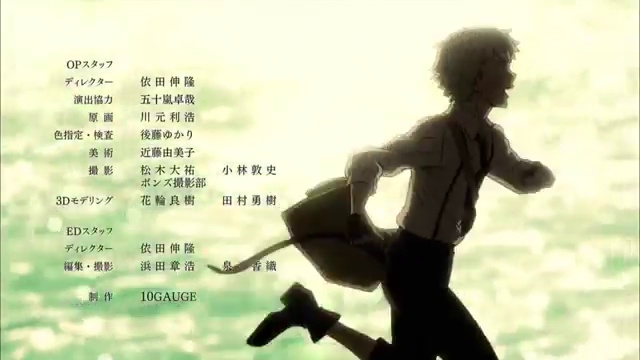 OPスタッフ
ディレクター 依田伸隆
演出協力 五十嵐卓哉
原画 川元利浩
色指定・検査 後藤ゆかり
美術 近藤由美子
撮影 松木大祐 小林敦史
ボンズ撮影部
3Dモデリング 花輪良樹 田村勇樹
EDスタッフ
ディレクター 依田伸隆
編集・撮影 浜田章浩 泉香織
制作 10GAUGE